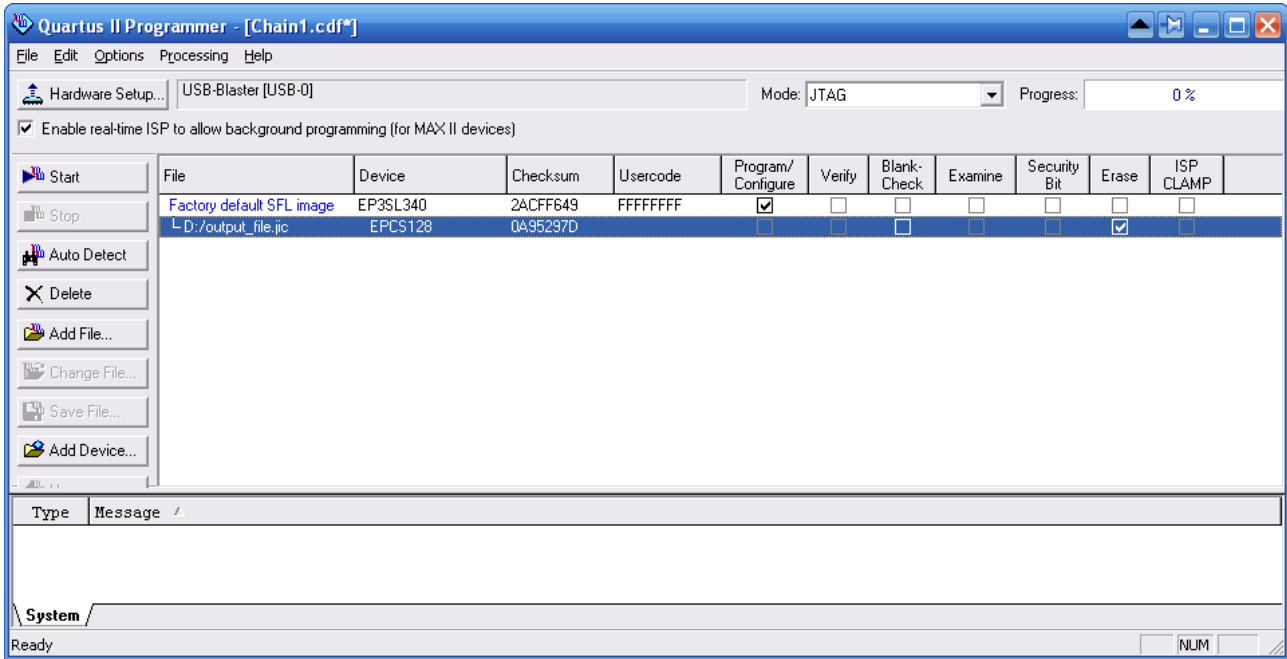 Quartus II Programmer - [Chain1.cdf*]
File Edit Options Processing Help
Hardware Setup... USB-Blaster [USB-0] Mode: JTAG Progress: 0 %
Enable real-time ISP to allow background programming (for MAX II devices)
Start
Stop
Auto Detect
Delete
Add File...
Change File...
Save File...
Add Device...
File Device Checksum Usercode Program/Configure Verify Blank-Check Examine Security Bit Erase ISP CLAMP
Factory default SFL image EP3SL340 2ACFF649 FFFFFFFF
D:/output_file.jic EPCS128 0A95297D
Type Message
System
Ready NUM